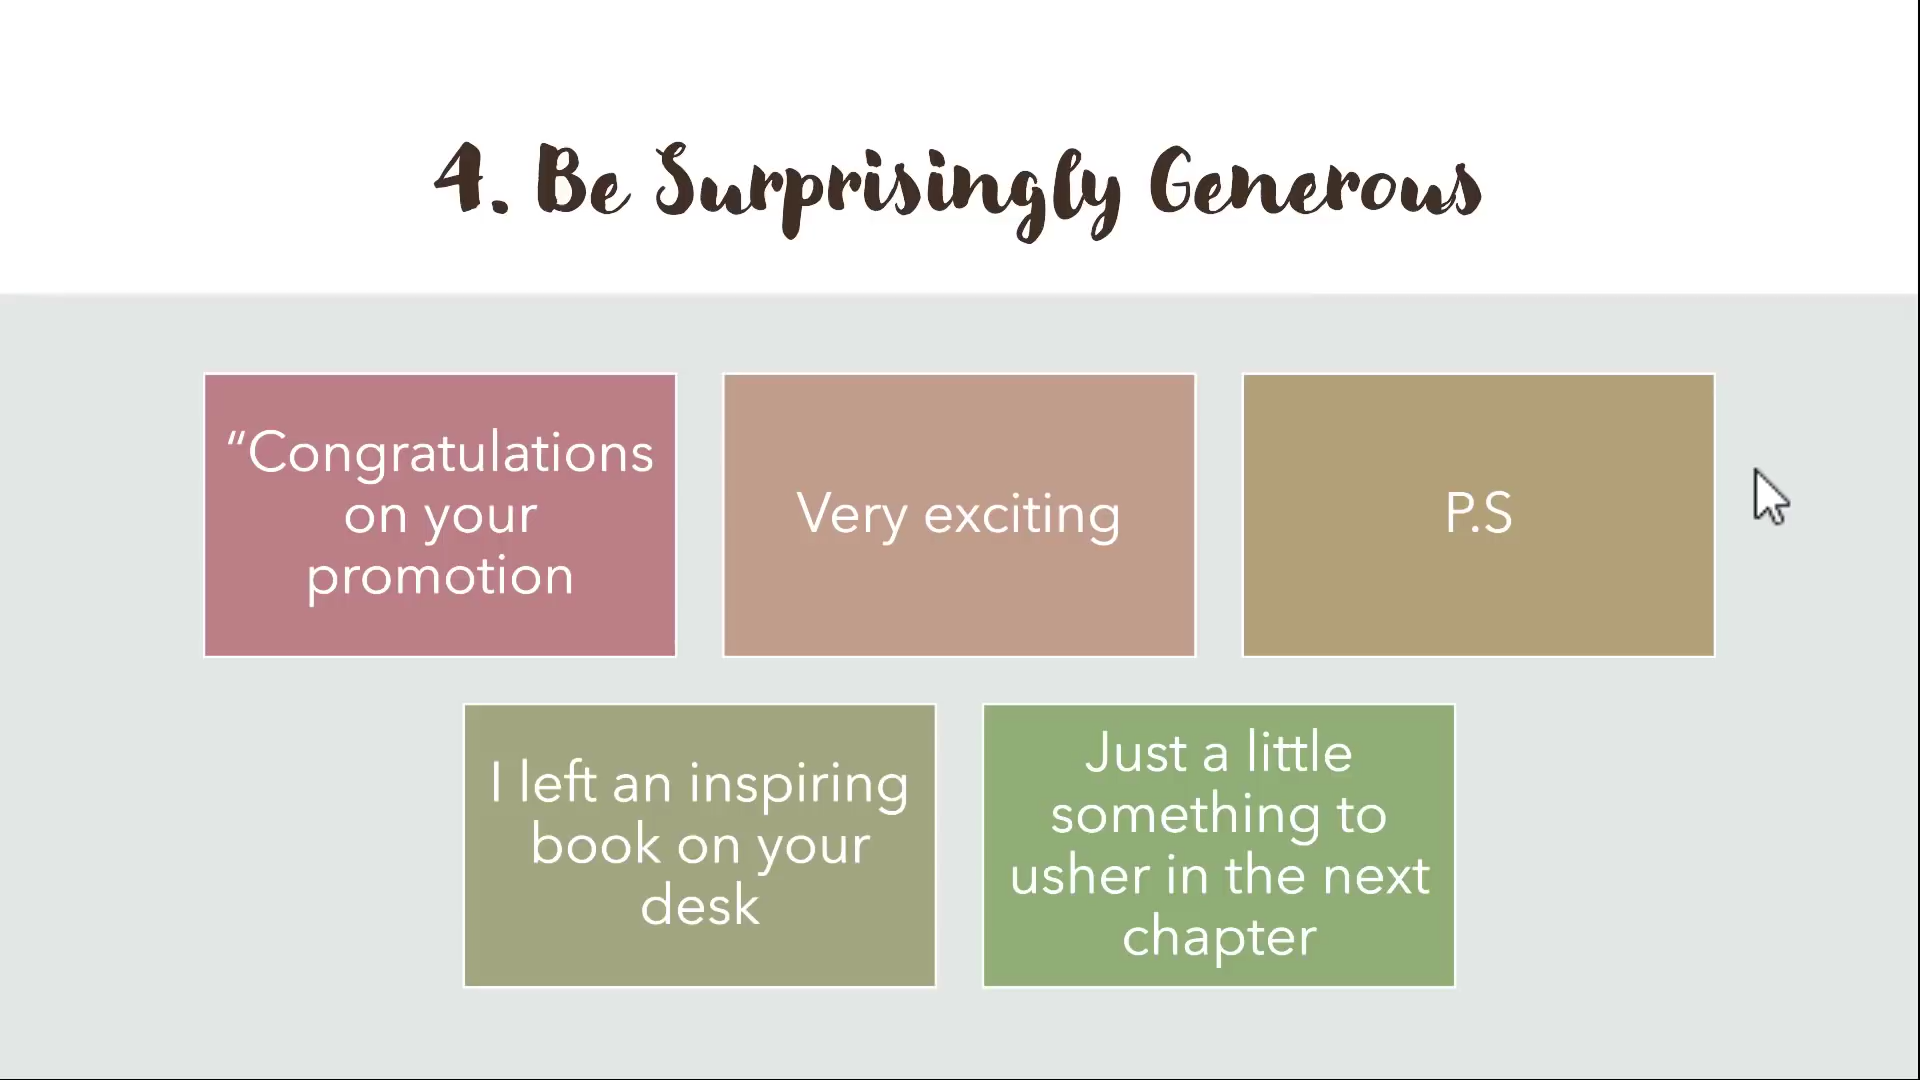 4. Be Surprisingly Generous
“Congratulations
on your
promotion
Very exciting
P.S
I left an inspiring
book on your
desk
Just a little
something to
usher in the next
chapter